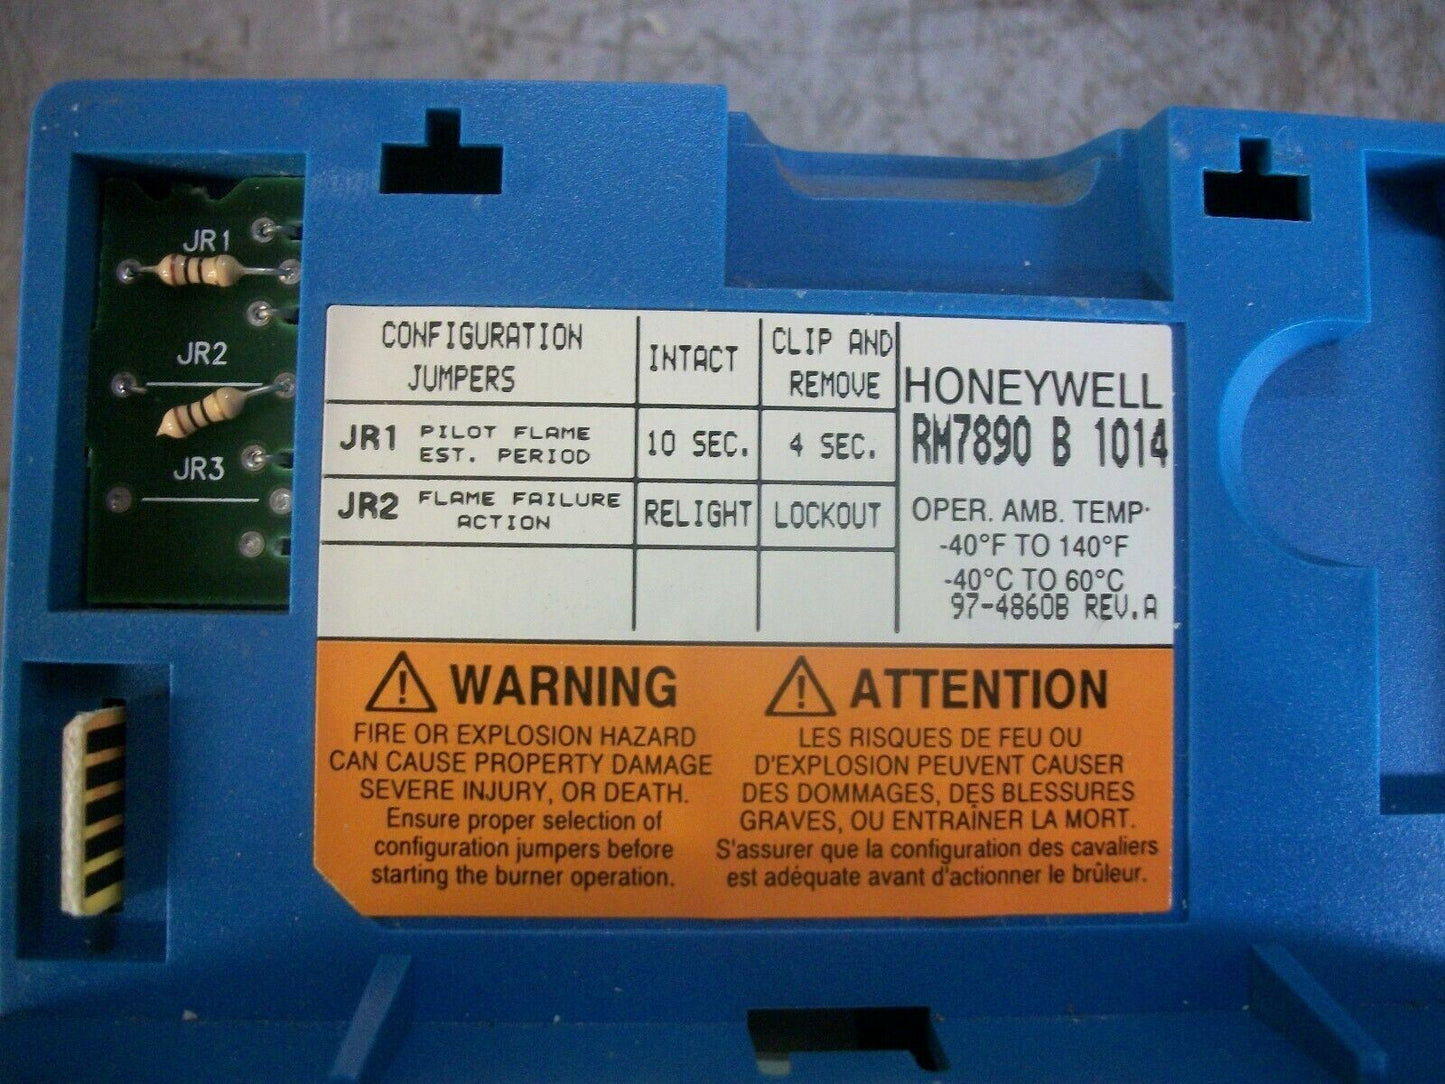 JR1
JR2
JR3
CONFIGURATION JUMPERS
INTACT
CLIP AND REMOVE
JR1 PILOT FLAME EST. PERIOD
10 SEC.
4 SEC.
JR2 FLAME FAILURE ACTION
RELIGHT
LOCKOUT
HONEYWELL
RM7890 B 1014
OPER. AMB. TEMP.
-40°F TO 140°F
-40°C TO 60°C
97-4860B REV.A
WARNING
FIRE OR EXPLOSION HAZARD
CAN CAUSE PROPERTY DAMAGE
SEVERE INJURY, OR DEATH.
Ensure proper selection of
configuration jumpers before
starting the burner operation.
ATTENTION
LES RISQUES DE FEU OU
D'EXPLOSION PEUVENT CAUSER
DES DOMMAGES, DES BLESSURES
GRAVES, OU ENTRAÎNER LA MORT.
S'assurer que la configuration des cavaliers
est adéquate avant d'actionner le brûleur.